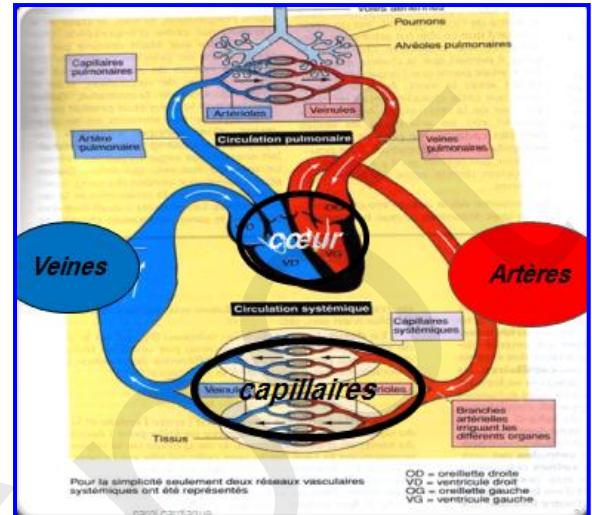 Voies aériennes
Poumons
Alvéoles pulmonaires
Capillaires
pulmonaires
Artérioles
Veinules
Artère
pulmonaire
Circulation pulmonaire
Veines
pulmonaires
OG
cœur
VD
VG
Veines
Artères
Circulation systémique
Capillaires
systémiques
capillaires
Branches
artérielles
irriguant les
différents organes
Tissus
Pour la simplicité seulement deux réseaux vasculaires
systémiques ont été représentés
OD = oreillette droite
VD = ventricule droit
OG = oreillette gauche
VG = ventricule gauche